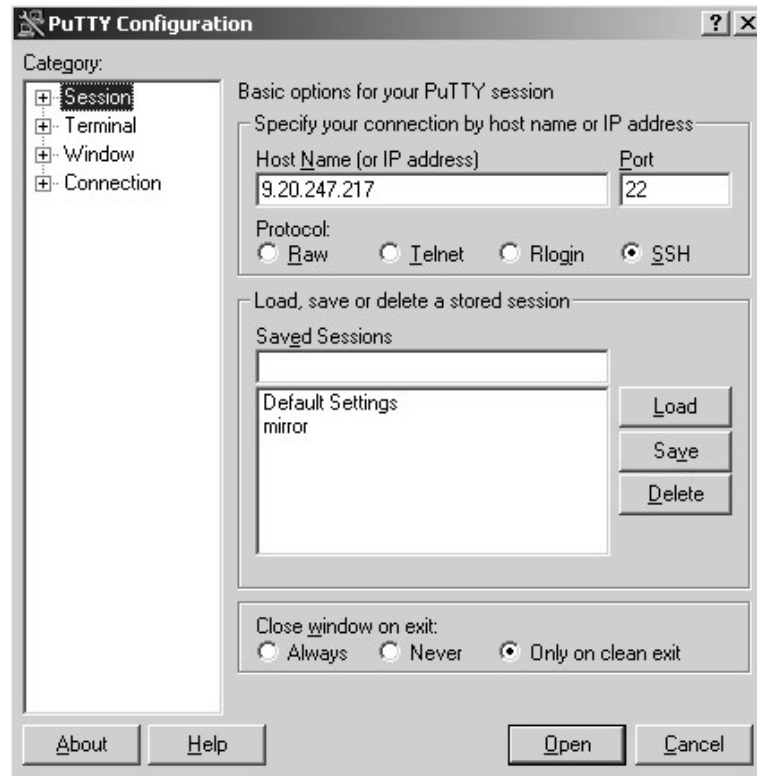 PuTTY Configuration
Category:
Session
Terminal
Window
Connection
Basic options for your PuTTY session
Specify your connection by host name or IP address
Host Name (or IP address)
Port
9.20.247.217
22
Protocol:
Raw Telnet Rlogin SSH
Load, save or delete a stored session
Saved Sessions
Default Settings
mirror
Load
Save
Delete
Close window on exit:
Always Never Only on clean exit
About Help Open Cancel